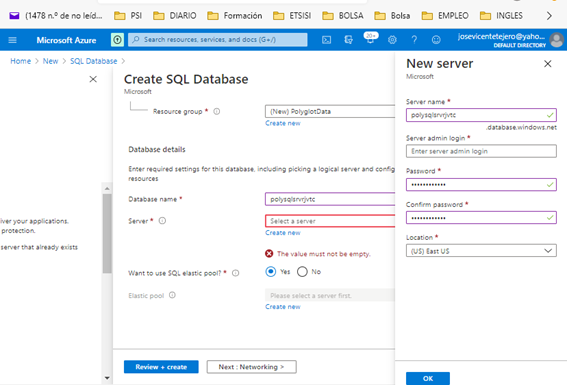 (1478 n.º no leíd...
PSI
DIARIO
Formación
ETSISI
BOLSA
Bolsa
EMPLEO
INGLES
Microsoft Azure
Search resources, services, and docs (G+/)
20+
josevicentetejero@yaho...
DEFAULT DIRECTORY
Home > New > SQL Database >
Create SQL Database
Microsoft
Resource group *
(New) PolyglotData
Create new
Database details
Enter required settings for this database, including picking a logical server and config
resources
Database name *
polysqlsrvrjvtc
Server *
Select a server
Create new
The value must not be empty.
Want to use SQL elastic pool? *
Yes
No
Elastic pool
Please select a server first.
Create new
Review + create
Next : Networking >
iver your applications.
protection.
server that already exists
New server
Microsoft
Server name *
polysqlsrvrjvtc
.database.windows.net
Server admin login *
Enter server admin login
Password *
••••••••••••
Confirm password *
••••••••••••
Location *
(US) East US
OK